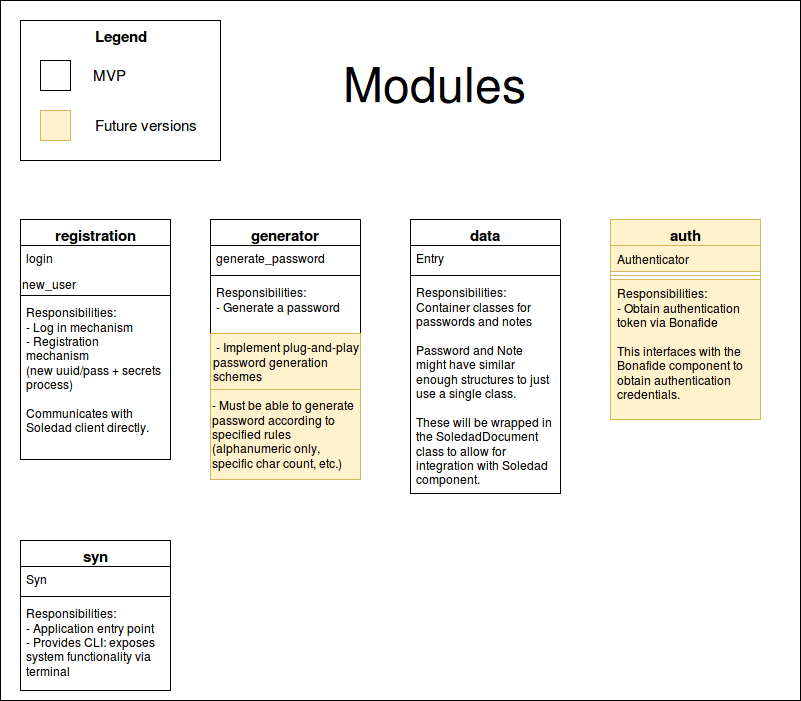 Legend
MVP
Future versions
Modules
registration
login
new_user
Responsibilities:
- Log in mechanism
- Registration
mechanism
(new uuid/pass + secrets
process)
Communicates with
Soledad client directly.
generator
generate_password
Responsibilities:
- Generate a password
- Implement plug-and-play
password generation
schemes
- Must be able to generate
password according to
specified rules
(alphanumeric only,
specific char count, etc.)
data
Entry
Responsibilities:
Container classes for
passwords and notes
Password and Note
might have similar
enough structures to just
use a single class.
These will be wrapped in
the SoledadDocument
class to allow for
integration with Soledad
component.
auth
Authenticator
Responsibilities:
- Obtain authentication
token via Bonafide
This interfaces with the
Bonafide component to
obtain authentication
credentials.
syn
Syn
Responsibilities:
- Application entry point
- Provides CLI: exposes
system functionality via
terminal